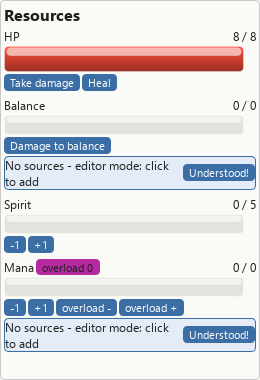 Resources
HP 8 / 8
Take damage Heal
Balance 0 / 0
Damage to balance
No sources - editor mode: click
to add
Understood!
Spirit 0 / 5
-1 +1
Mana overload 0 0 / 0
-1 +1 overload - overload +
No sources - editor mode: click
to add
Understood!